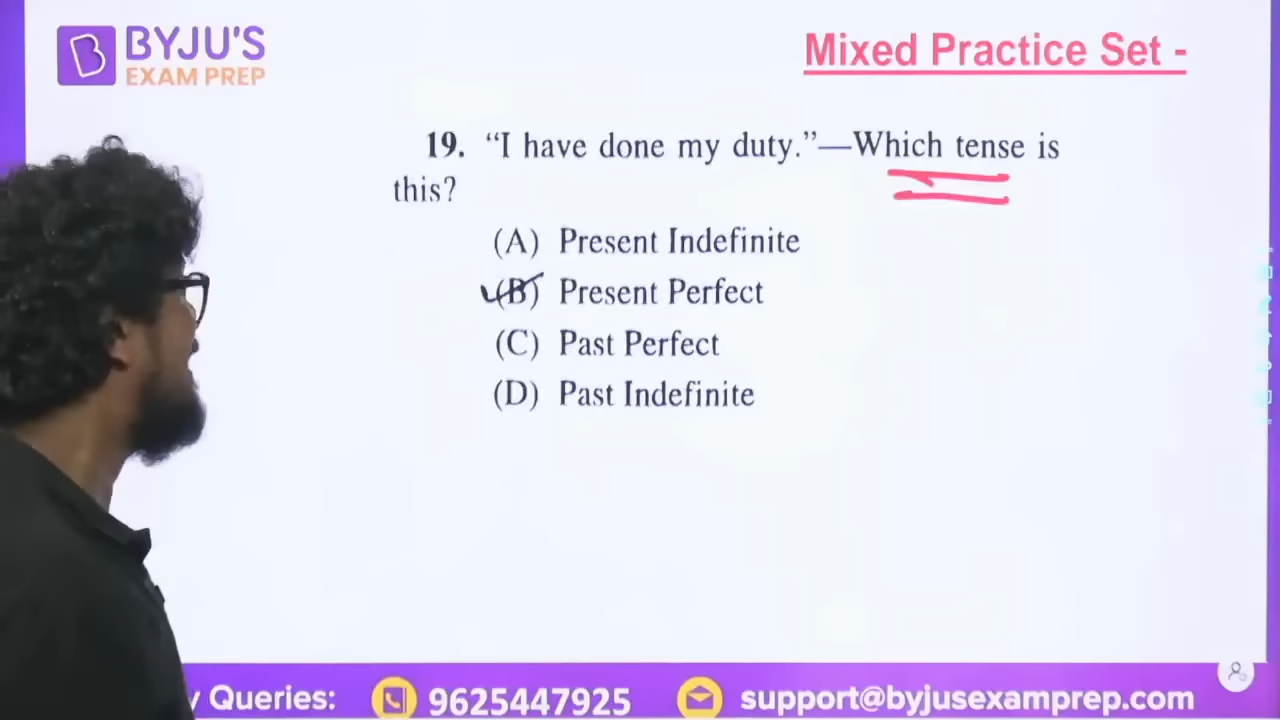 BYJU'S
EXAM PREP
Mixed Practice Set -
19. “I have done my duty.”—Which tense is
this?
(A) Present Indefinite
(B) Present Perfect
(C) Past Perfect
(D) Past Indefinite
y Queries: 9625447925 support@byjusexamprep.com